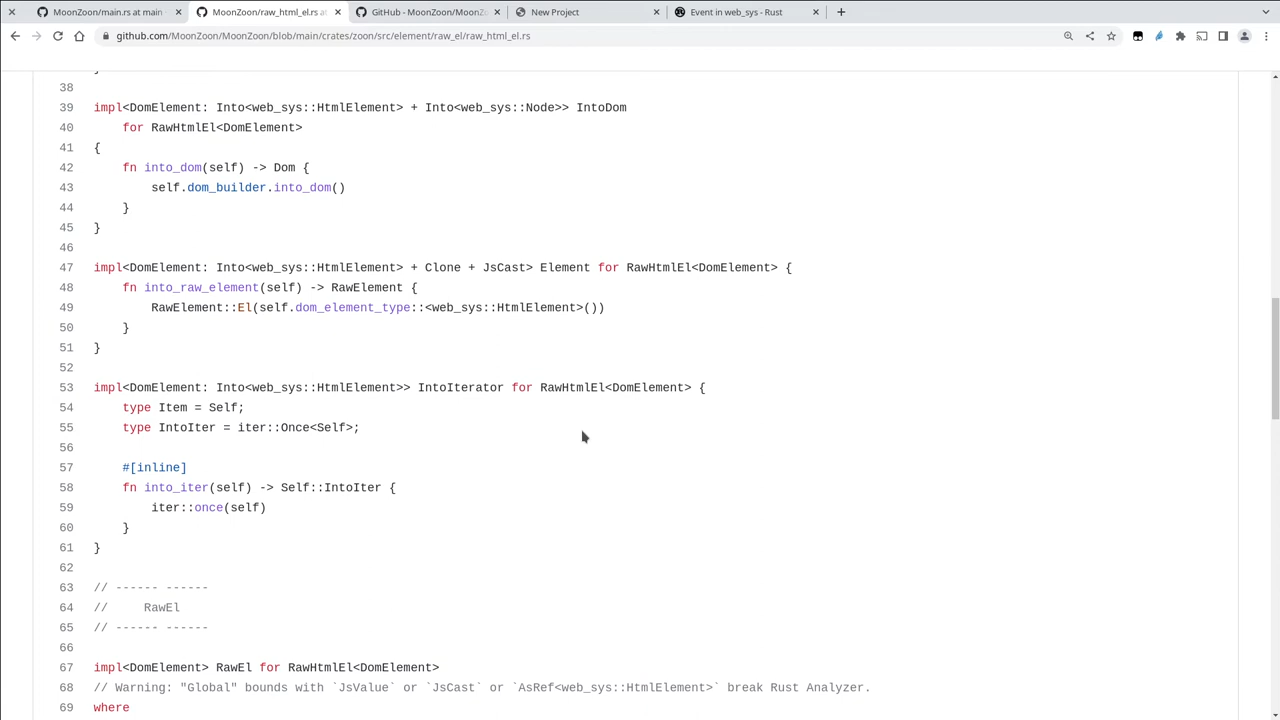 MoonZoon/main.rs at main
MoonZoon/raw_html_el.rs at
GitHub - MoonZoon/MoonZ
New Project
Event in web_sys - Rust
github.com/MoonZoon/MoonZoon/blob/main/crates/zoon/src/element/raw_el/raw_html_el.rs
38
39 impl<DomElement: Into<web_sys::HtmlElement> + Into<web_sys::Node>> IntoDom
40 for RawHtmlEl<DomElement>
41 {
42 fn into_dom(self) -> Dom {
43 self.dom_builder.into_dom()
44 }
45 }
46
47 impl<DomElement: Into<web_sys::HtmlElement> + Clone + JsCast> Element for RawHtmlEl<DomElement> {
48 fn into_raw_element(self) -> RawElement {
49 RawElement::El(self.dom_element_type::<web_sys::HtmlElement>())
50 }
51 }
52
53 impl<DomElement: Into<web_sys::HtmlElement>> IntoIterator for RawHtmlEl<DomElement> {
54 type Item = Self;
55 type IntoIter = iter::Once<Self>;
56
57 #[inline]
58 fn into_iter(self) -> Self::IntoIter {
59 iter::once(self)
60 }
61 }
62
63 // ------ ------
64 // RawEl
65 // ------ ------
66
67 impl<DomElement> RawEl for RawHtmlEl<DomElement>
68 // Warning: "Global" bounds with `JsValue` or `JsCast` or `AsRef<web_sys::HtmlElement>` break Rust Analyzer.
69 where